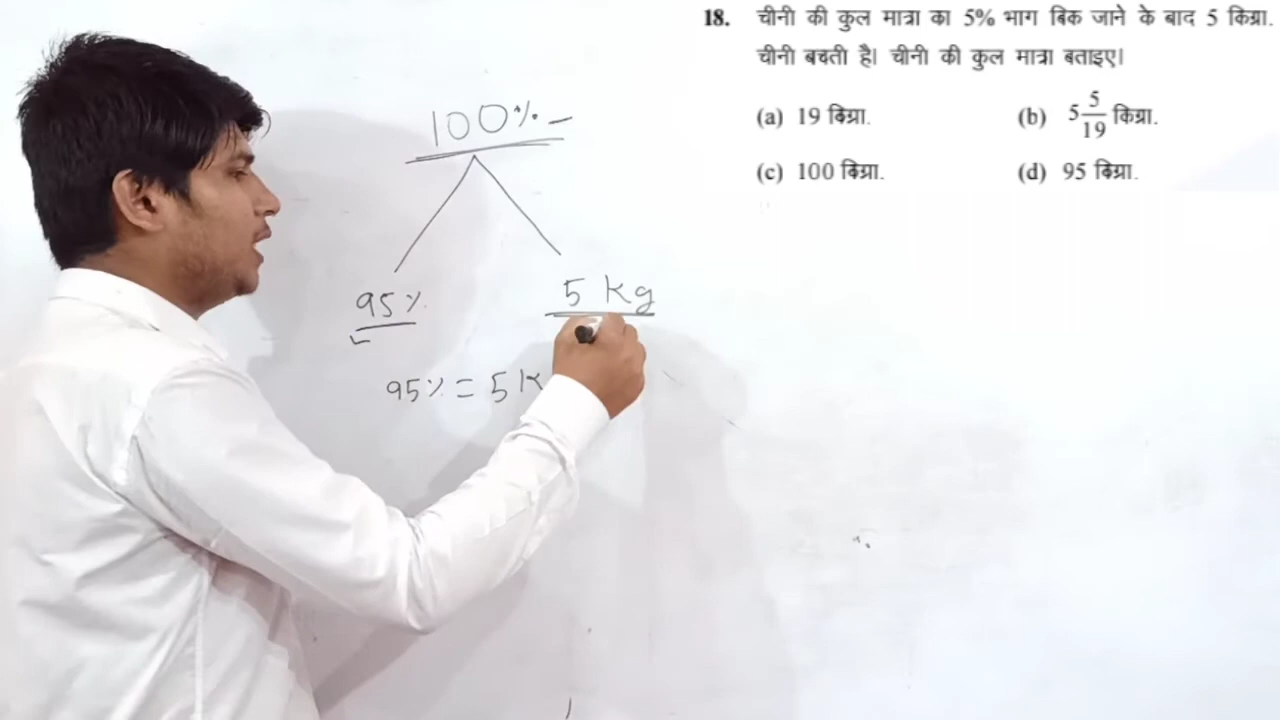 18. चीनी की कुल मात्रा का 5% भाग बिक जाने के बाद 5 किग्रा.
चीनी बचती है। चीनी की कुल मात्रा बताइए।
(a) 19 किग्रा. (b) 5 5/19 किग्रा.
(c) 100 किग्रा. (d) 95 किग्रा.
100%
95% 5 Kg
95% = 5 K